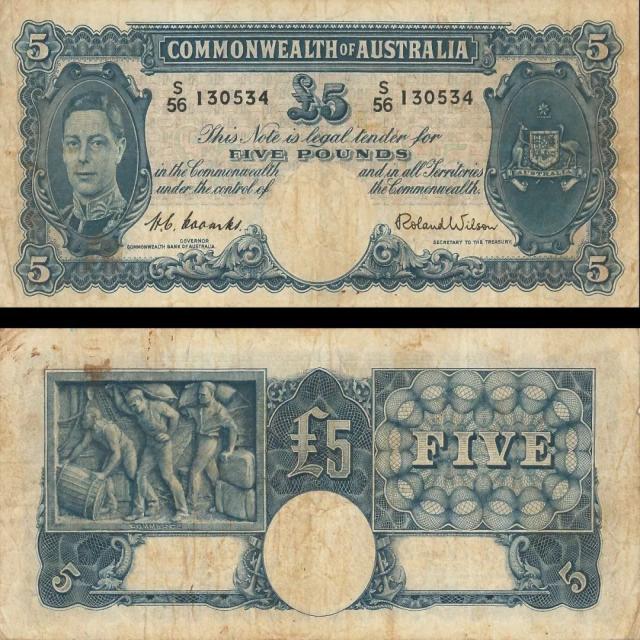 5
5
COMMONWEALTH OF AUSTRALIA
S
56 130534
£5
S
56 130534
This Note is legal tender for
FIVE POUNDS
in the Commonwealth and in all Territories
under the control of the Commonwealth.
AUSTRALIA
Roland Wilson
GOVERNOR
COMMONWEALTH BANK OF AUSTRALIA
SECRETARY TO THE TREASURY
5
5
£5
FIVE
COMMERCE
5
5